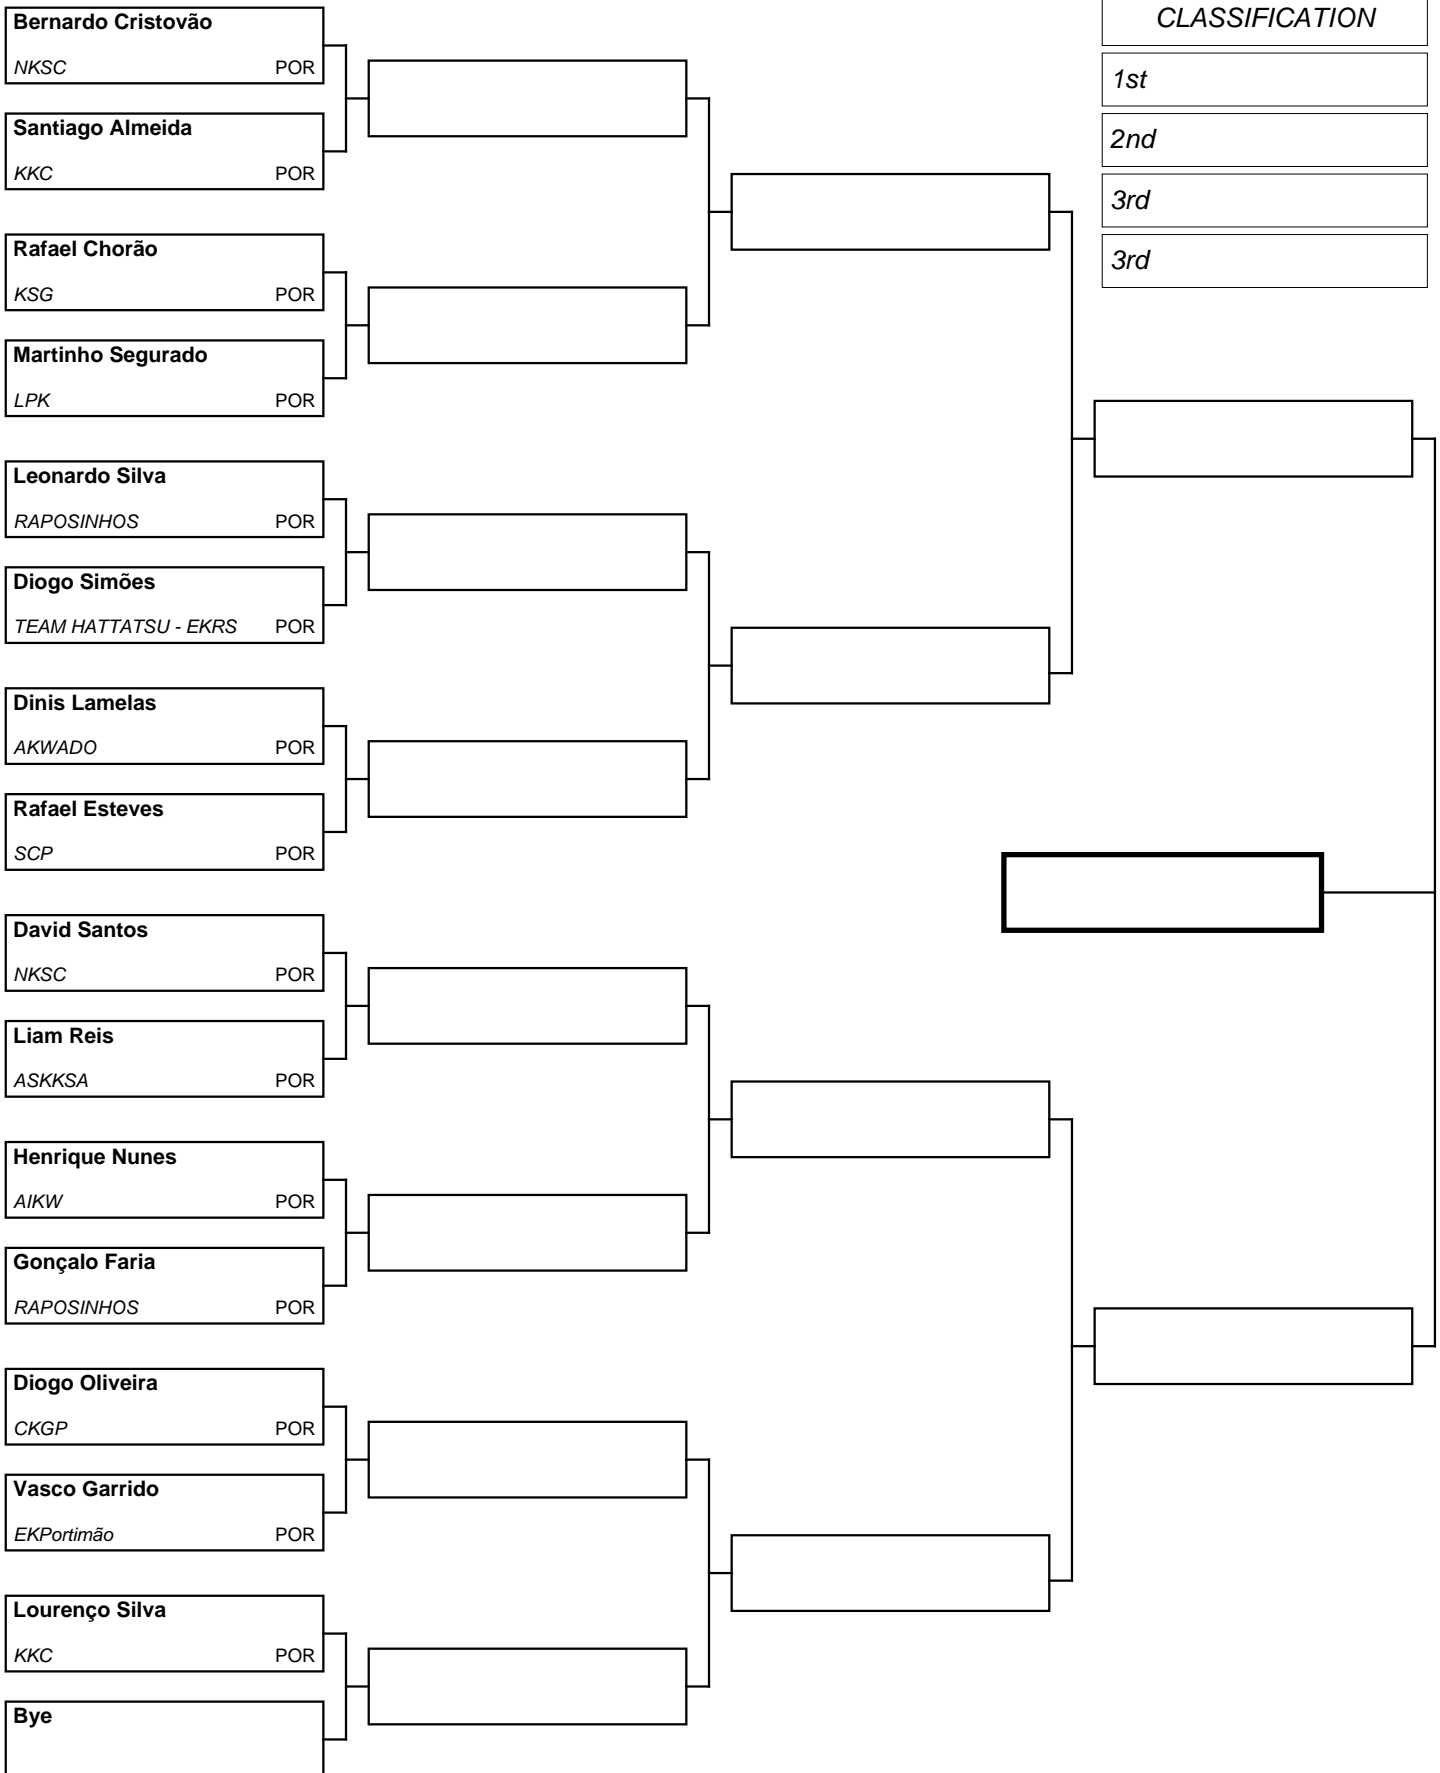 Bernardo Cristovão
NKSC POR
Santiago Almeida
KKC POR
Rafael Chorão
KSG POR
Martinho Segurado
LPK POR
Leonardo Silva
RAPOSINHOS POR
Diogo Simões
TEAM HATTATSU - EKRS POR
Dinis Lamelas
AKWADO POR
Rafael Esteves
SCP POR
David Santos
NKSC POR
Liam Reis
ASKKSA POR
Henrique Nunes
AIKW POR
Gonçalo Faria
RAPOSINHOS POR
Diogo Oliveira
CKGP POR
Vasco Garrido
EKPortimão POR
Lourenço Silva
KKC POR
Bye
CLASSIFICATION
1st
2nd
3rd
3rd